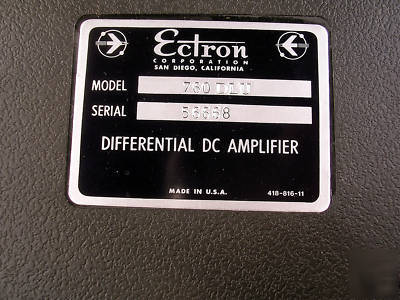 Ectron
CORPORATION
SAN DIEGO, CALIFORNIA
MODEL
SERIAL
DIFFERENTIAL DC AMPLIFIER
MADE IN U.S.A. 418-816-11